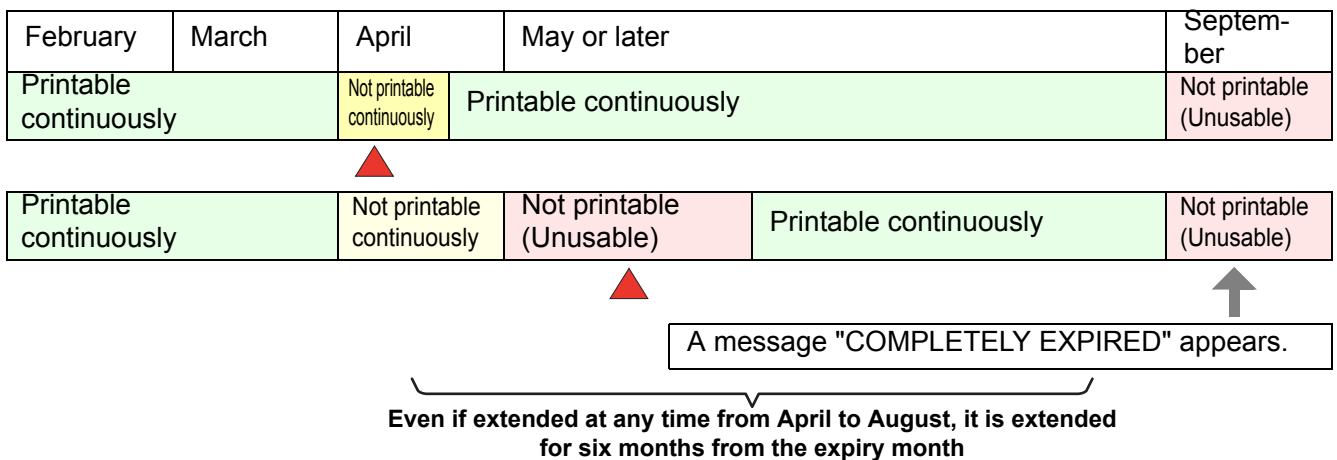 February March April May or later Septem-
ber
Printable
continuously
Not printable
continuously
Printable continuously
Not printable
(Unusable)
Printable
continuously
Not printable
continuously
Not printable
(Unusable)
Printable continuously
Not printable
(Unusable)
A message "COMPLETELY EXPIRED" appears.
Even if extended at any time from April to August, it is extended
for six months from the expiry month